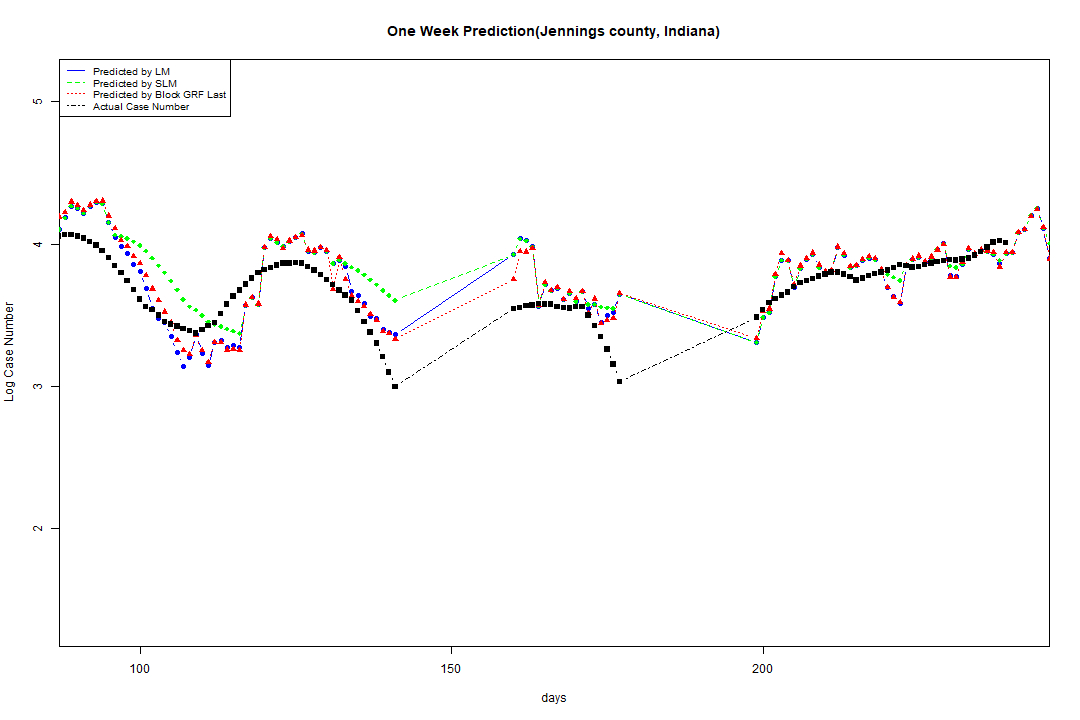 One Week Prediction(Jennings county, Indiana)
Predicted by LM
Predicted by SLM
Predicted by Block GRF Last
Actual Case Number
5
4
3
2
Log Case Number
100 150 200
days